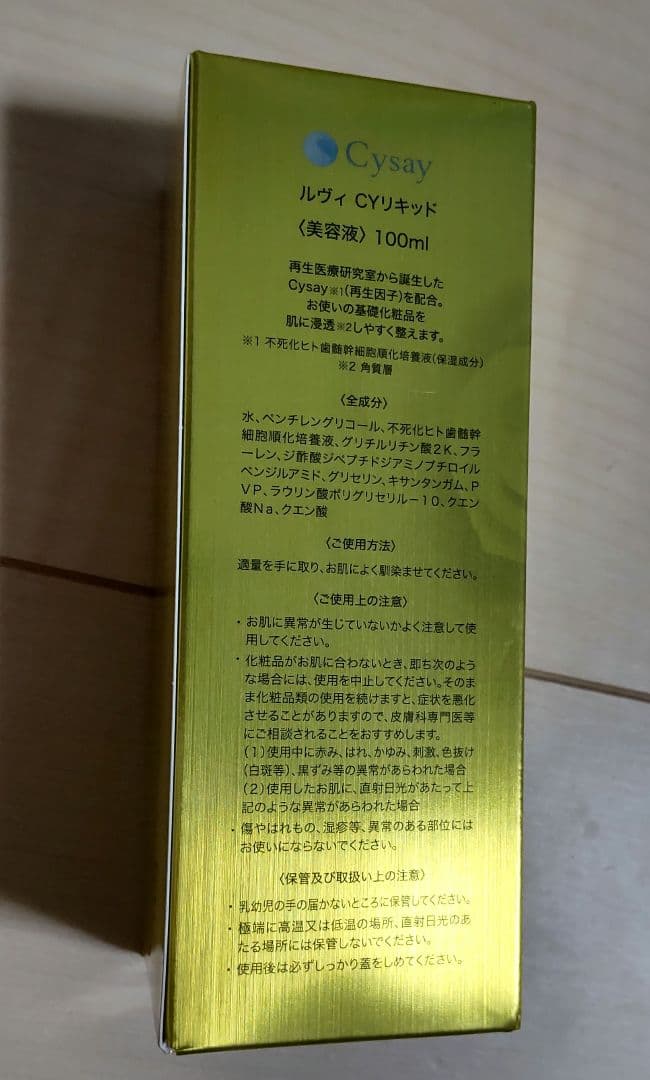 Cysay
ルヴィ CYリキッド
〈美容液〉 100ml
再生医療研究室から誕生した
Cysay※1(再生因子)を配合。
お使いの基礎化粧品を
肌に浸透※2しやすく整えます。
※1 不死化ヒト歯髄幹細胞順化培養液(保湿成分)
※2 角質層
〈全成分〉
水、ペンチレングリコール、不死化ヒト歯髄幹
細胞順化培養液、グリチルリチン酸2K、フラ
ーレン、ジ酢酸ジペプチドジアミノブチロイル
ベンジルアミド、グリセリン、キサンタンガム、P
VP、ラウリン酸ポリグリセリル－10、クエン
酸Na、クエン酸
〈ご使用方法〉
適量を手に取り、お肌によく馴染ませてください。
〈ご使用上の注意〉
・お肌に異常が生じていないかよく注意して使
用してください。
・化粧品がお肌に合わないとき、即ち次のよう
な場合には、使用を中止してください。そのま
ま化粧品類の使用を続けますと、症状を悪化
させることがありますので、皮膚科専門医等
にご相談されることをおすすめします。
(1)使用中に赤み、はれ、かゆみ、刺激、色抜け
(白斑等)、黒ずみ等の異常があらわれた場合
(2)使用したお肌に、直射日光があたって上
記のような異常があらわれた場合
・傷やはれもの、湿疹等、異常のある部位には
お使いにならないでください。
〈保管及び取扱い上の注意〉
・乳幼児の手の届かないところに保管してください。
・極端に高温又は低温の場所、直射日光のあ
たる場所には保管しないでください。
・使用後は必ずしっかり蓋をしめてください。